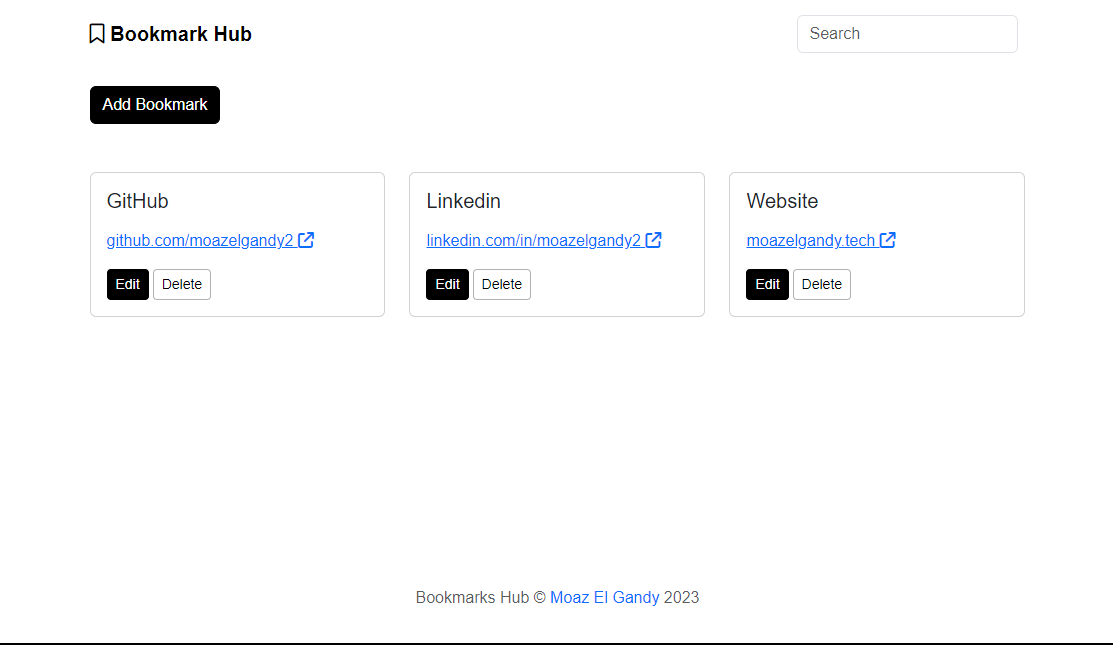 Bookmark Hub
Search
Add Bookmark
GitHub
github.com/moazelgandy2
Edit Delete
Linkedin
linkedin.com/in/moazelgandy2
Edit Delete
Website
moazelgandy.tech
Edit Delete
Bookmarks Hub © Moaz El Gandy 2023